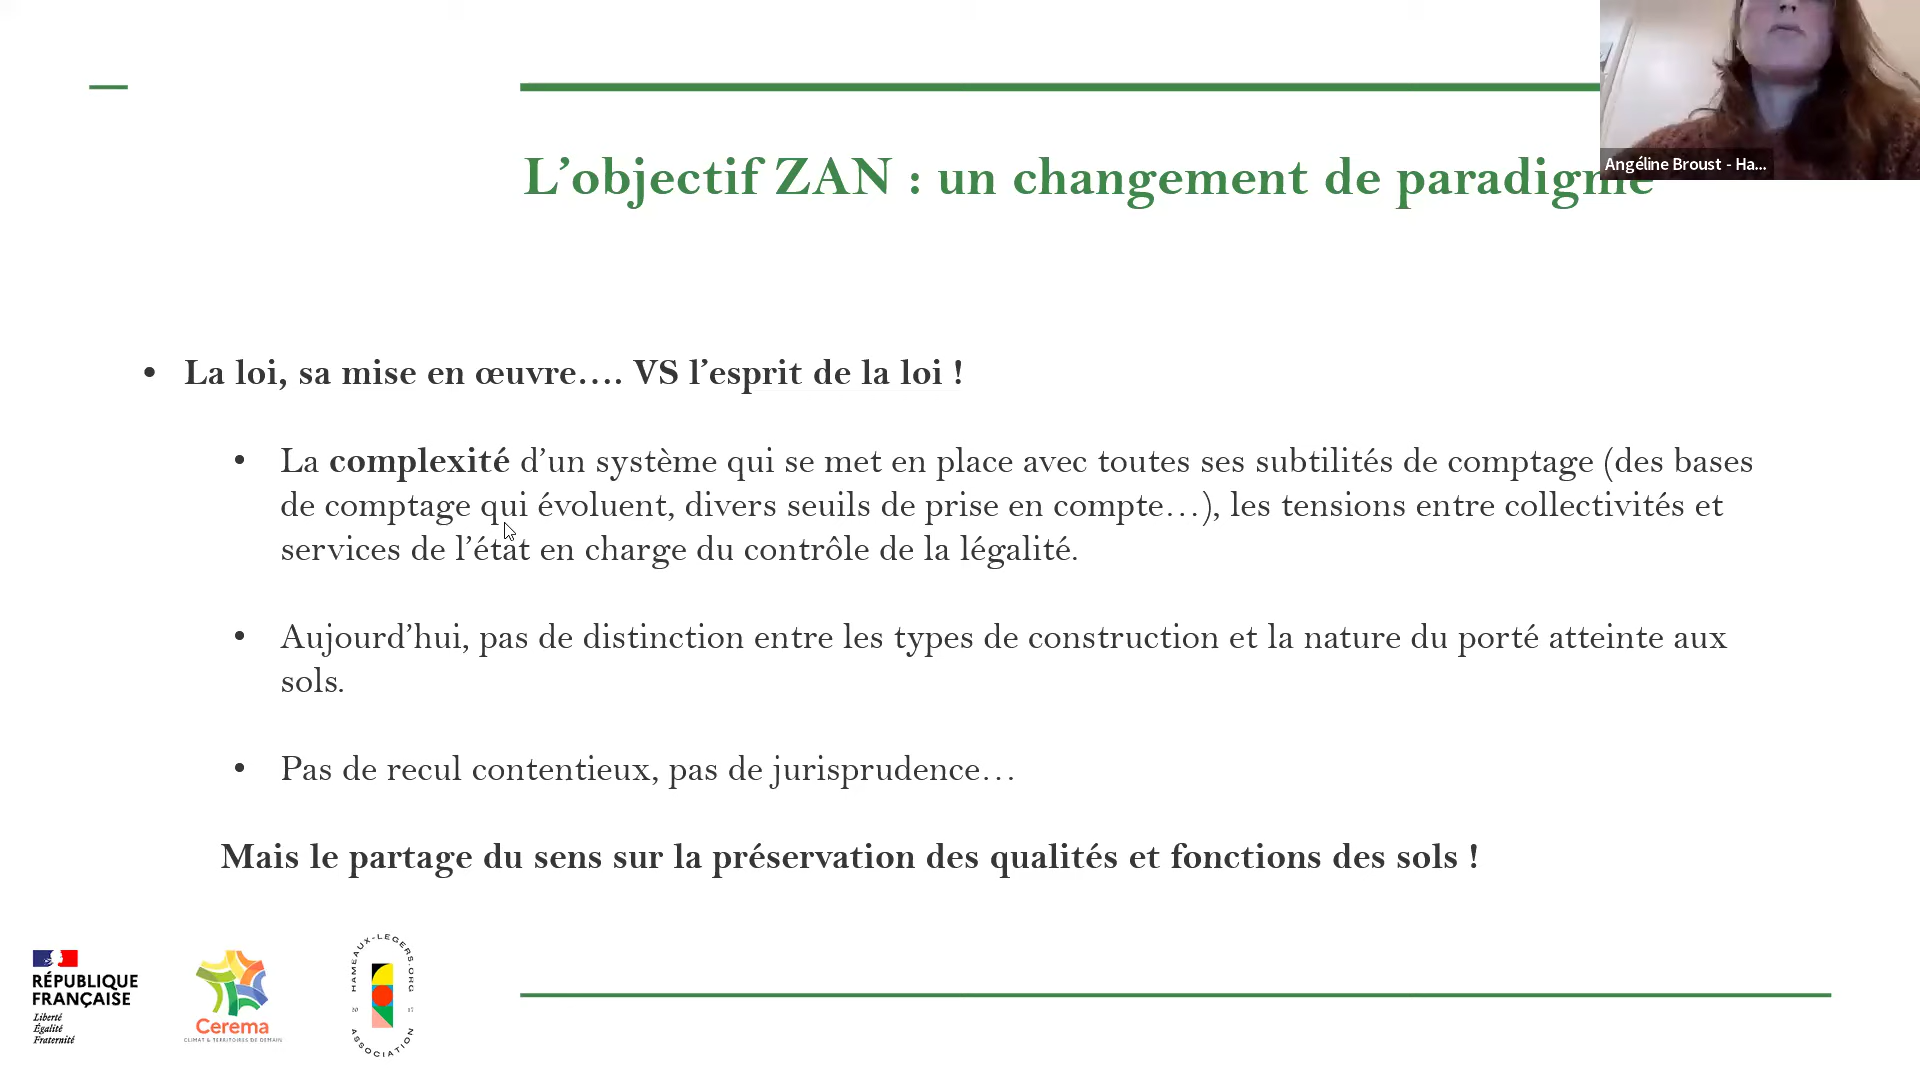 Angéline Broust - Ha...
L’objectif ZAN : un changement de paradigme
• La loi, sa mise en œuvre…. VS l’esprit de la loi !
• La complexité d’un système qui se met en place avec toutes ses subtilités de comptage (des bases
de comptage qui évoluent, divers seuils de prise en compte…), les tensions entre collectivités et
services de l’état en charge du contrôle de la légalité.
• Aujourd’hui, pas de distinction entre les types de construction et la nature du porté atteinte aux
sols.
• Pas de recul contentieux, pas de jurisprudence…
Mais le partage du sens sur la préservation des qualités et fonctions des sols !
RÉPUBLIQUE
FRANÇAISE
Liberté
Égalité
Fraternité
Cerema
CLIMAT & TERRITOIRES DE DEMAIN
HAMEAUX-LEGERS.ORG
20 17
ASSOCIATION